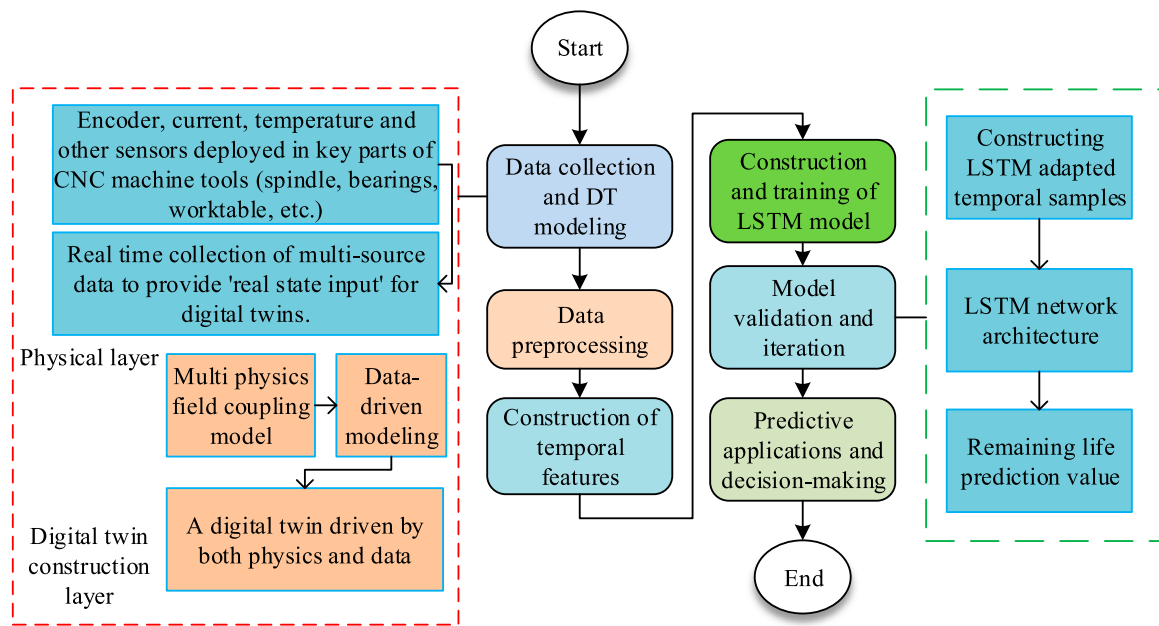 Start
Encoder, current, temperature and
other sensors deployed in key parts of
CNC machine tools (spindle, bearings,
worktable, etc.)
Real time collection of multi-source
data to provide 'real state input' for
digital twins.
Physical layer
Multi physics
field coupling
model
Data-
driven
modeling
A digital twin driven by
both physics and data
Digital twin
construction
layer
Data collection
and DT
modeling
Data
preprocessing
Construction of
temporal
features
Construction
and training of
LSTM model
Model
validation and
iteration
Predictive
applications and
decision-making
End
Constructing
LSTM adapted
temporal samples
LSTM network
architecture
Remaining life
prediction value